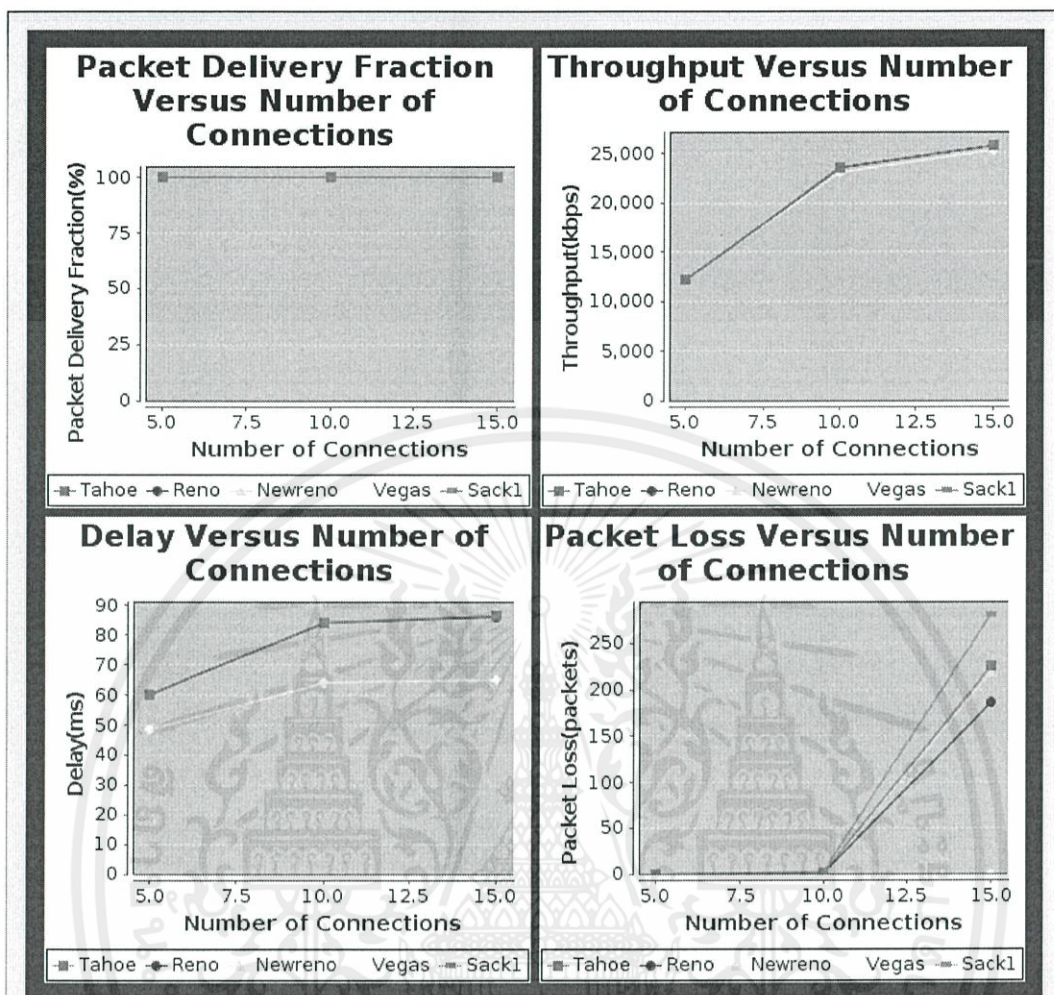 Packet Delivery Fraction
Versus Number of
Connections
Packet Delivery Fraction(%)
100
75
50
25
0
5.0 7.5 10.0 12.5 15.0
Number of Connections
Tahoe Reno Newreno Vegas Sack1
Throughput Versus Number
of Connections
Throughput(kbps)
25,000
20,000
15,000
10,000
5,000
0
5.0 7.5 10.0 12.5 15.0
Number of Connections
Tahoe Reno Newreno Vegas Sack1
Delay Versus Number of
Connections
Delay(ms)
90
80
70
60
50
40
30
20
10
0
5.0 7.5 10.0 12.5 15.0
Number of Connections
Tahoe Reno Newreno Vegas Sack1
Packet Loss Versus Number
of Connections
Packet Loss(packets)
250
200
150
100
50
0
5.0 7.5 10.0 12.5 15.0
Number of Connections
Tahoe Reno Newreno Vegas Sack1